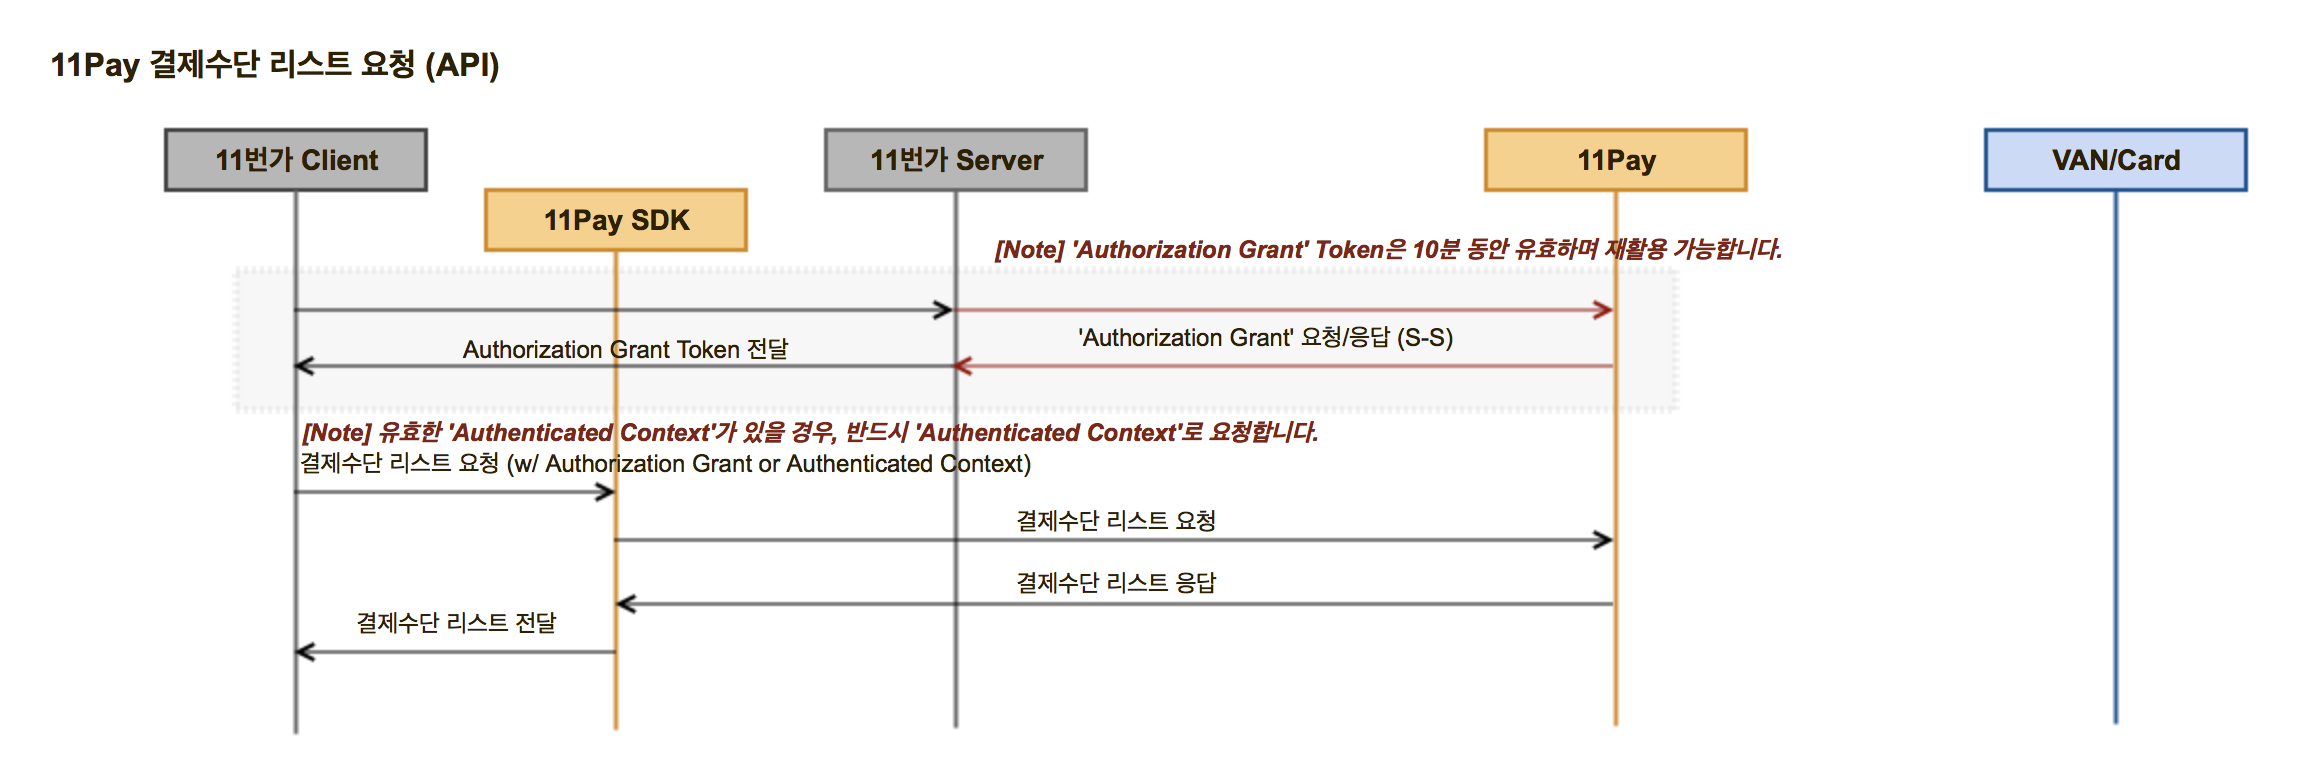 11Pay 결제수단 리스트 요청 (API)
11번가 Client
11번가 Server
11Pay
VAN/Card
11Pay SDK
[Note] 'Authorization Grant' Token은 10분 동안 유효하며 재활용 가능합니다.
'Authorization Grant' 요청/응답 (S-S)
Authorization Grant Token 전달
[Note] 유효한 'Authenticated Context'가 있을 경우, 반드시 'Authenticated Context'로 요청합니다.
결제수단 리스트 요청 (w/ Authorization Grant or Authenticated Context)
결제수단 리스트 요청
결제수단 리스트 응답
결제수단 리스트 전달